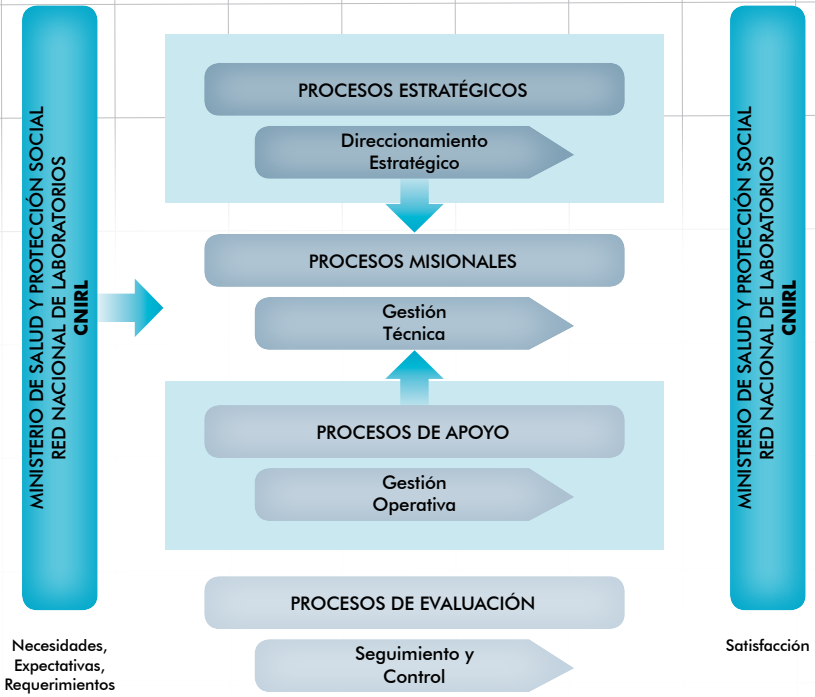 MINISTERIO DE SALUD Y PROTECCIÓN SOCIAL
RED NACIONAL DE LABORATORIOS
CNIRL
Necesidades,
Expectativas,
Requerimientos
PROCESOS ESTRATÉGICOS
Direccionamiento
Estratégico
PROCESOS MISIONALES
Gestión
Técnica
PROCESOS DE APOYO
Gestión
Operativa
PROCESOS DE EVALUACIÓN
Seguimiento y
Control
MINISTERIO DE SALUD Y PROTECCIÓN SOCIAL
RED NACIONAL DE LABORATORIOS
CNIRL
Satisfacción